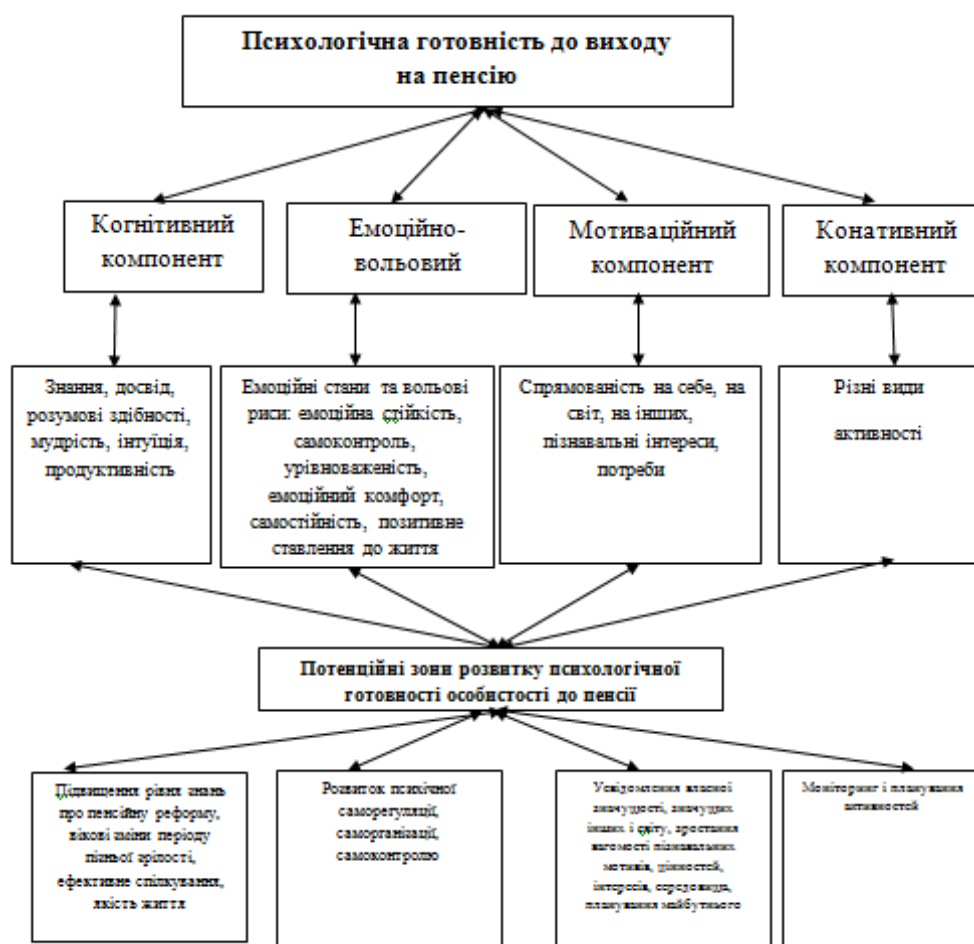 Психологічна готовність до виходу
на пенсію
Когнітивний
компонент
Емоційно-
вольовий
Мотиваційний
компонент
Конативний
компонент
Знання, досвід,
розумові здібності,
мудрість, інтуїція,
продуктивність
Емоційні стани та вольові
риси: емоційна стійкість,
самоконтроль,
урівноваженість,
емоційний комфорт,
самостійність, позитивне
ставлення до життя
Спрямованість на себе, на
світ, на інших,
пізнавальні інтереси,
потреби
Різні види
активності
Потенційні зони розвитку психологічної
готовності особистості до пенсії
Підвищення рівня знань
про пенсійну реформу,
вікові зміни періоду
пізньої зрілості,
ефективне спілкування,
якість життя
Розвиток психічної
саморегуляції,
саморганізації,
самоконтролю
Усвідомлення власної
значущості, значущих
інших і світу, зростання
вагомості пізнавальних
мотивів, цінностей,
інтересів, середовища,
планування майбутнього
Моніторинг і планування
активностей